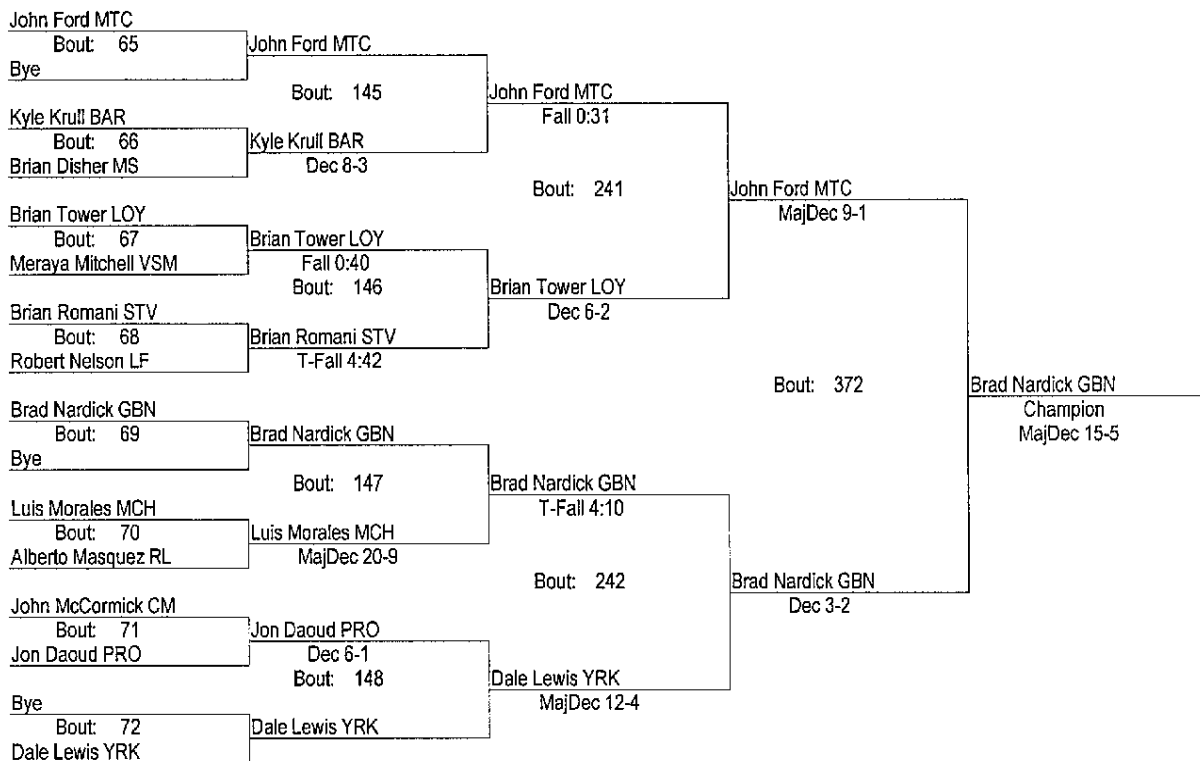 John Ford MTC
Bout: 65
Bye
John Ford MTC
Bout: 145
Kyle Krull BAR
Bout: 66
Brian Disher MS
Kyle Krull BAR
Dec 8-3
John Ford MTC
Fall 0:31
Bout: 241
Brian Tower LOY
Bout: 67
Meraya Mitchell VSM
Brian Tower LOY
Fall 0:40
Bout: 146
Brian Romani STV
Bout: 68
Robert Nelson LF
Brian Romani STV
T-Fall 4:42
Brian Tower LOY
Dec 6-2
John Ford MTC
MajDec 9-1
Bout: 372
Brad Nardick GBN
Bout: 69
Bye
Brad Nardick GBN
Bout: 147
Luis Morales MCH
Bout: 70
Alberto Masquez RL
Luis Morales MCH
MajDec 20-9
Brad Nardick GBN
T-Fall 4:10
Bout: 242
John McCormick CM
Bout: 71
Jon Daoud PRO
Jon Daoud PRO
Dec 6-1
Bout: 148
Bye
Bout: 72
Dale Lewis YRK
Dale Lewis YRK
Dale Lewis YRK
MajDec 12-4
Brad Nardick GBN
Dec 3-2
Brad Nardick GBN
Champion
MajDec 15-5